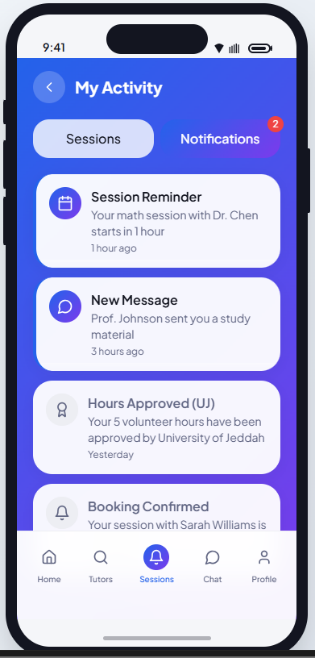 9:41
My Activity
Sessions
Notifications
2
Session Reminder
Your math session with Dr. Chen
starts in 1 hour
1 hour ago
New Message
Prof. Johnson sent you a study
material
3 hours ago
Hours Approved (UJ)
Your 5 volunteer hours have been
approved by University of Jeddah
Yesterday
Booking Confirmed
Your session with Sarah Williams is
Home
Tutors
Sessions
Chat
Profile